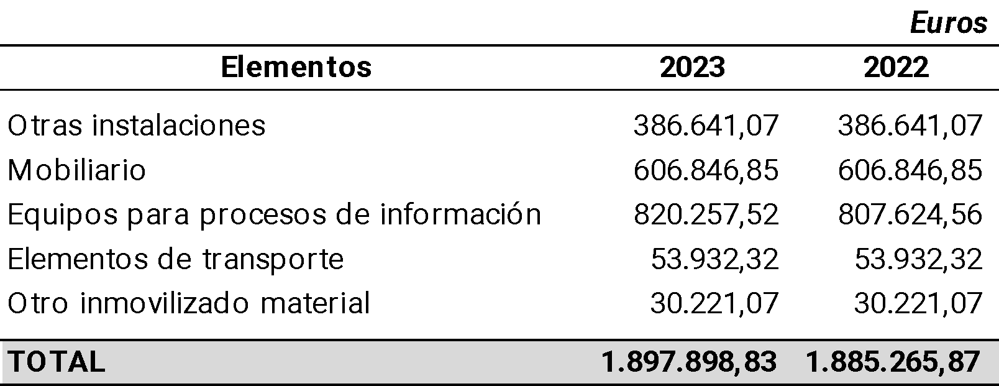 Euros
Elementos 2023 2022
Otras instalaciones 386.641,07 386.641,07
Mobiliario 606.846,85 606.846,85
Equipos para procesos de información 820.257,52 807.624,56
Elementos de transporte 53.932,32 53.932,32
Otro inmovilizado material 30.221,07 30.221,07
TOTAL 1.897.898,83 1.885.265,87